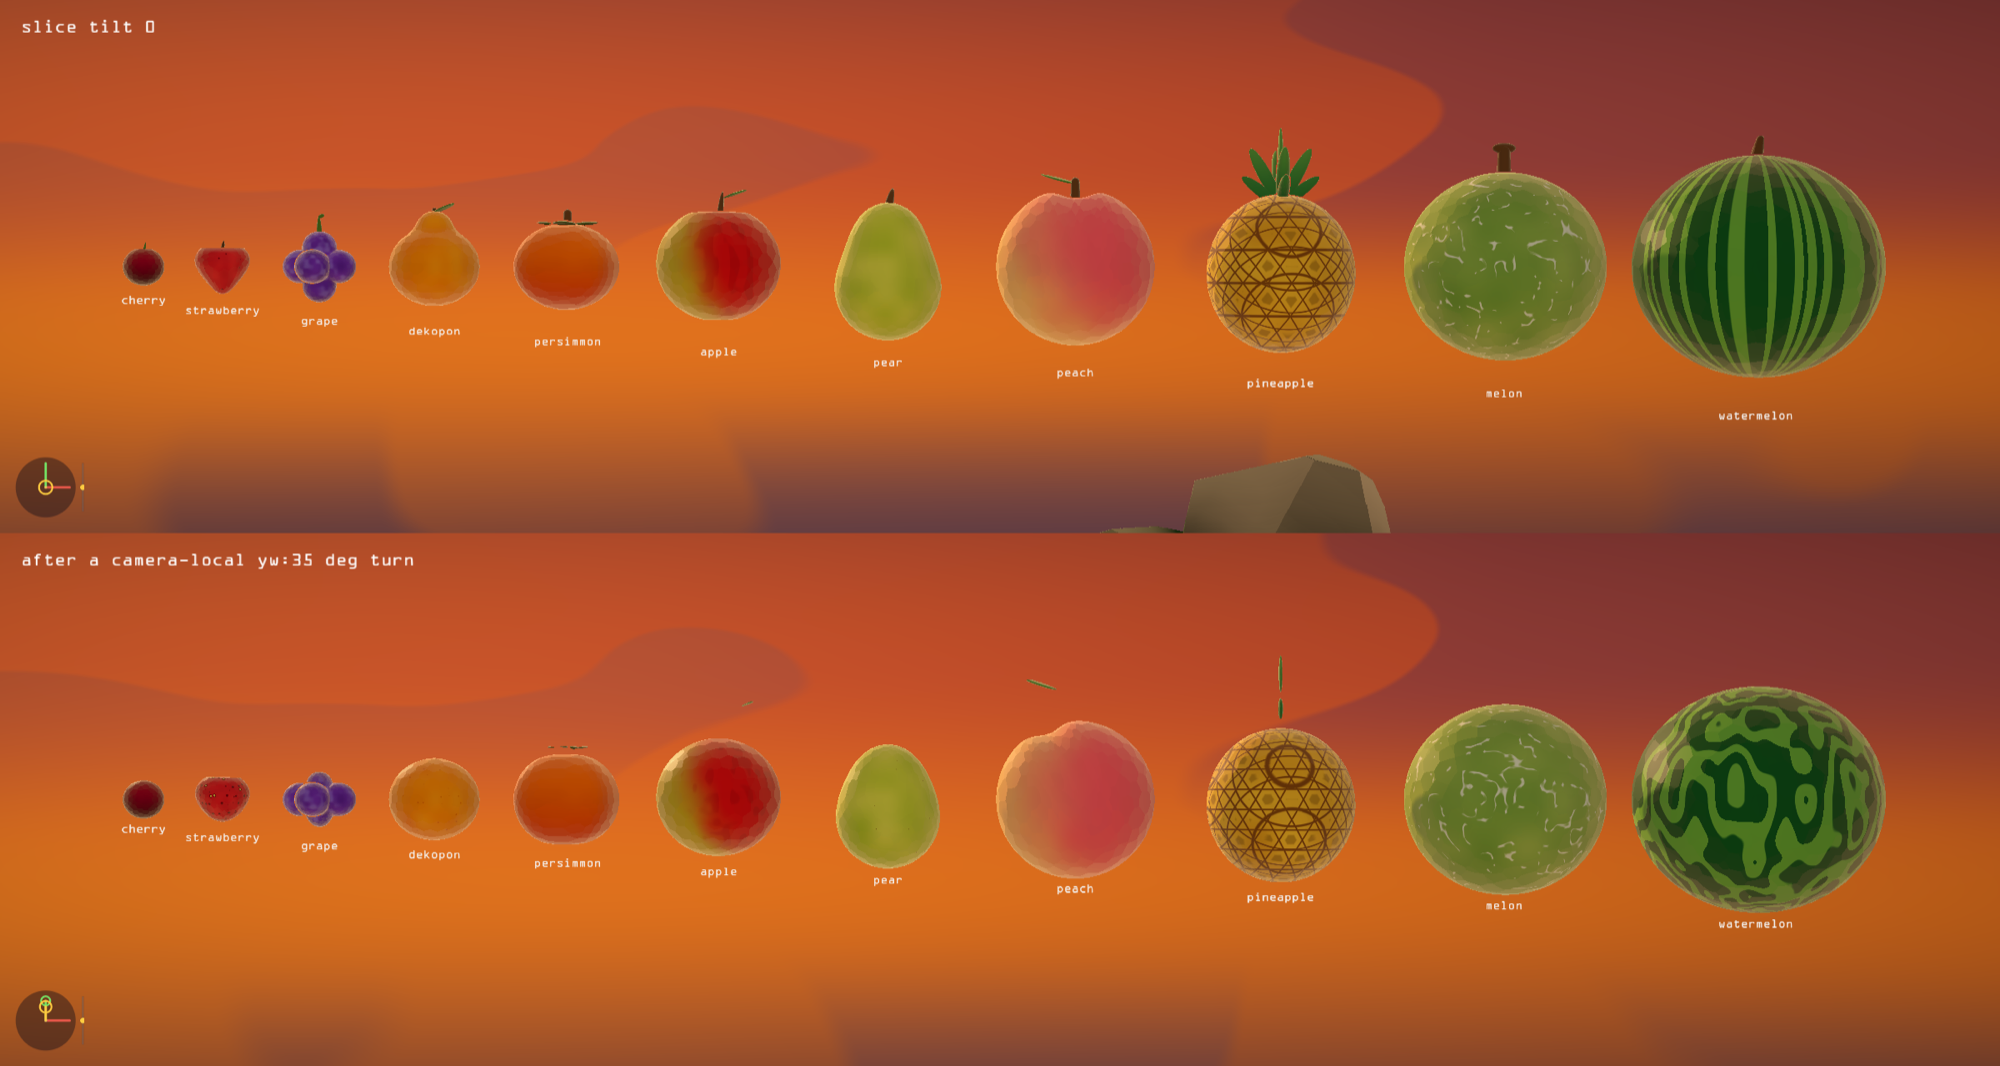 slice tilt 0
cherry
strawberry
grape
dekopon
persimmon
apple
pear
peach
pineapple
melon
watermelon
after a camera-local yw:35 deg turn
cherry
strawberry
grape
dekopon
persimmon
apple
pear
peach
pineapple
melon
watermelon